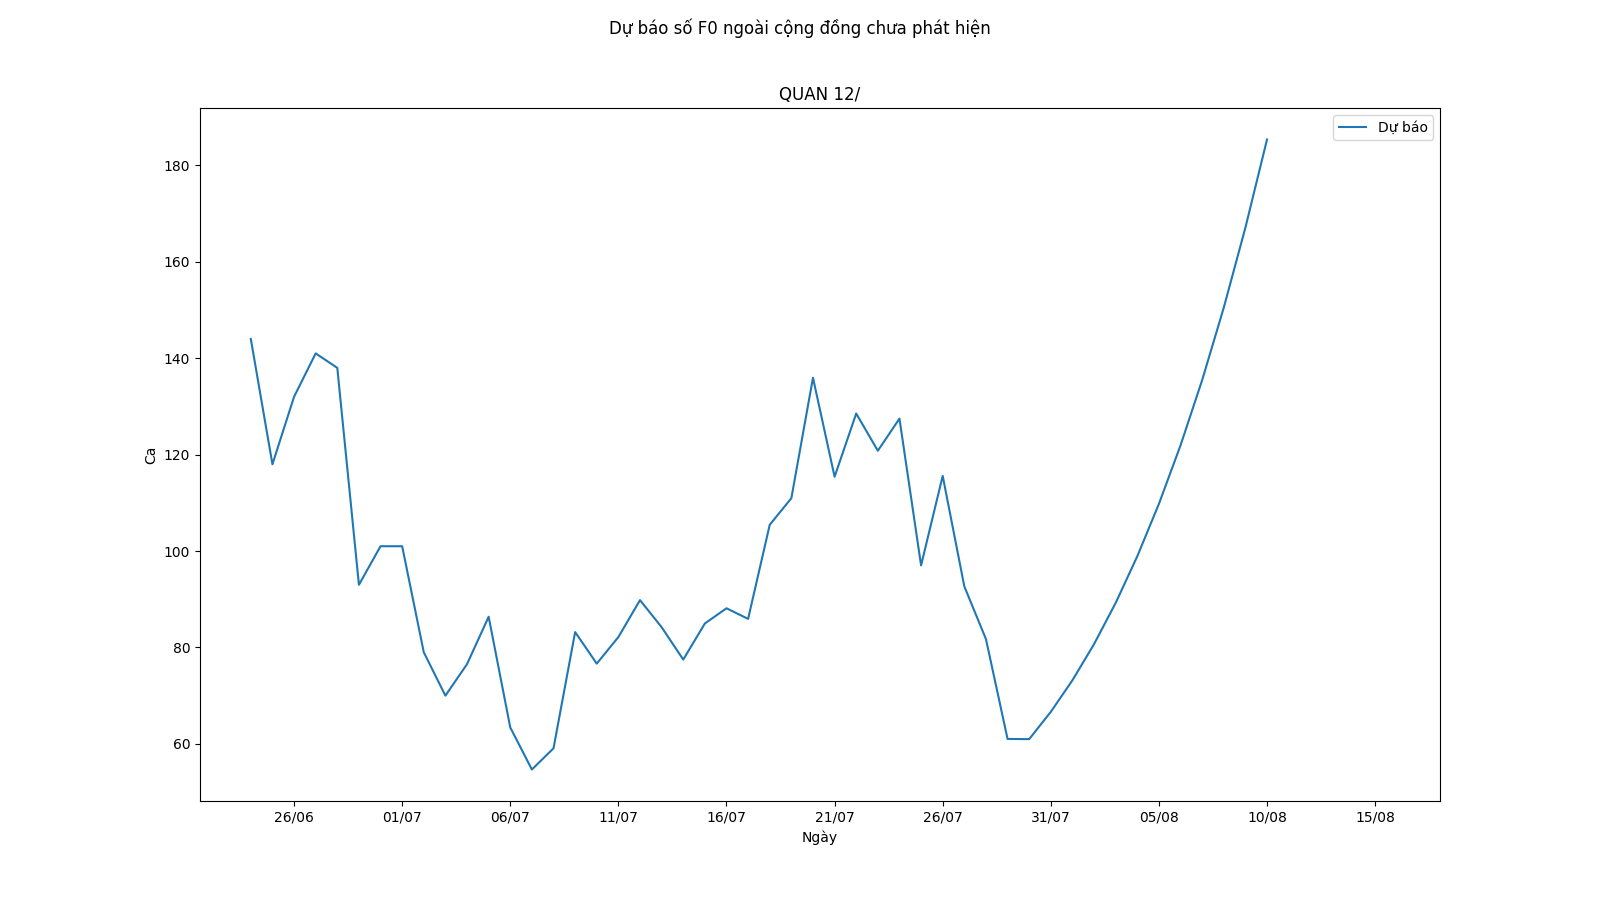 Dự báo số F0 ngoài cộng đồng chưa phát hiện
QUAN 12/
Dự báo
180
160
140
120
100
80
60
Ca
26/06 01/07 06/07 11/07 16/07 21/07 26/07 31/07 05/08 10/08 15/08
Ngày